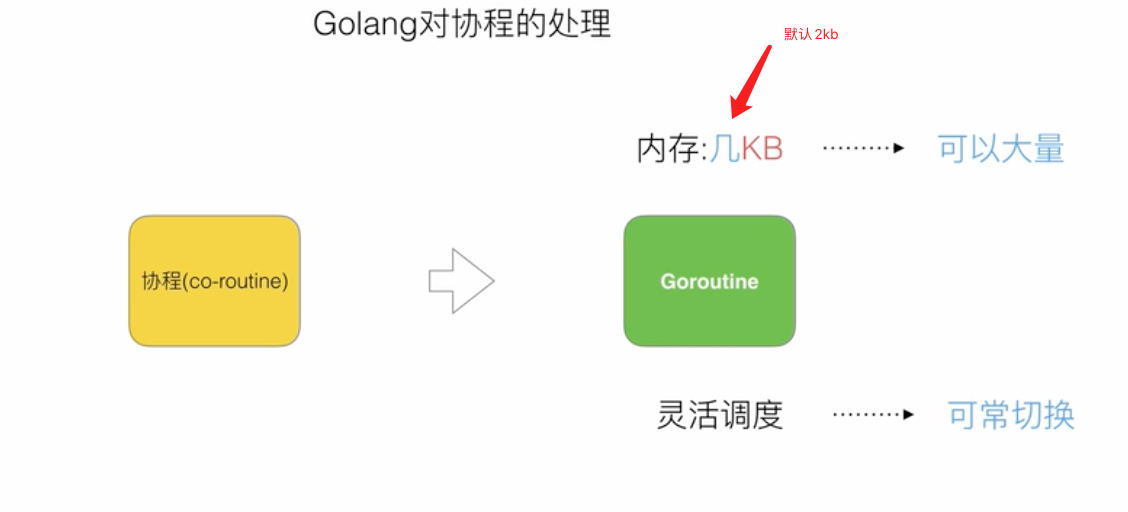 Golang对协程的处理
默认2kb
内存:几KB
可以大量
协程(co-routine)
Goroutine
灵活调度
可常切换